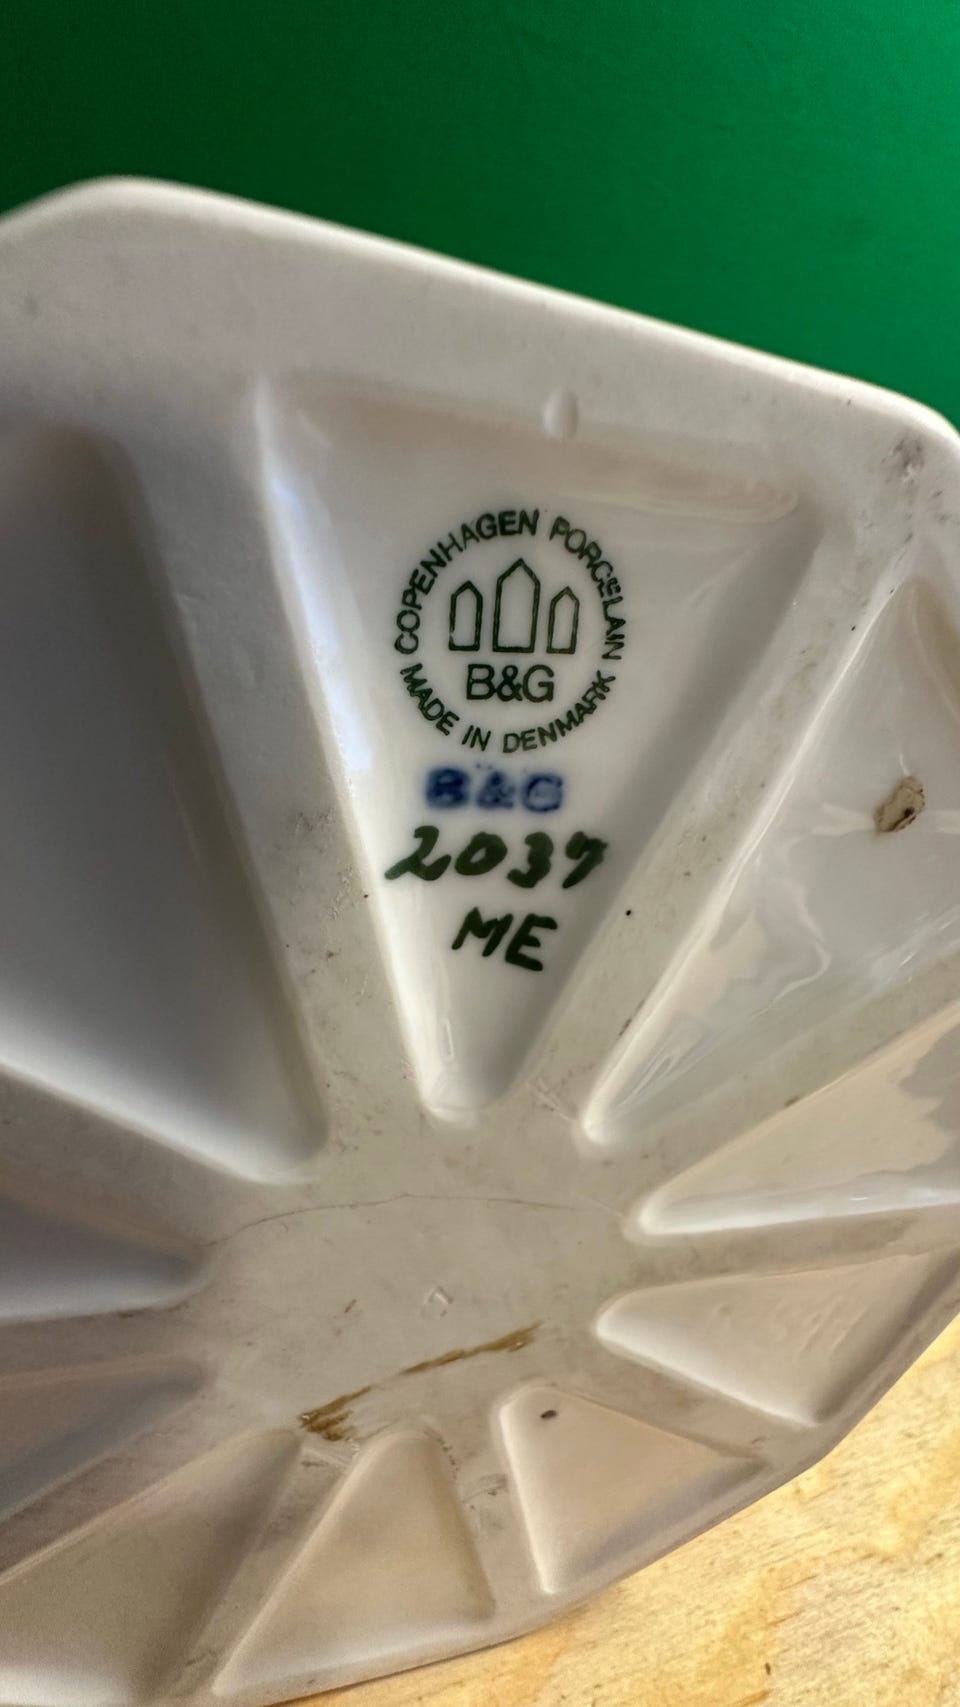 COPENHAGEN PORCELAIN
B&G
MADE IN DENMARK
B&G
2037
ME